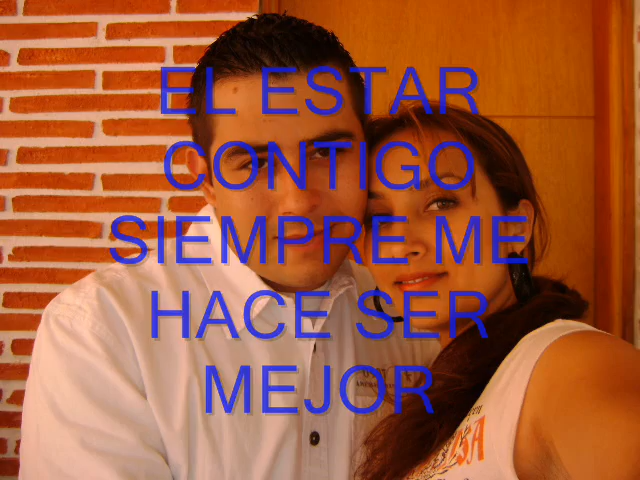 EL ESTAR
CONTIGO
SIEMPRE ME
HACE SER
MEJOR